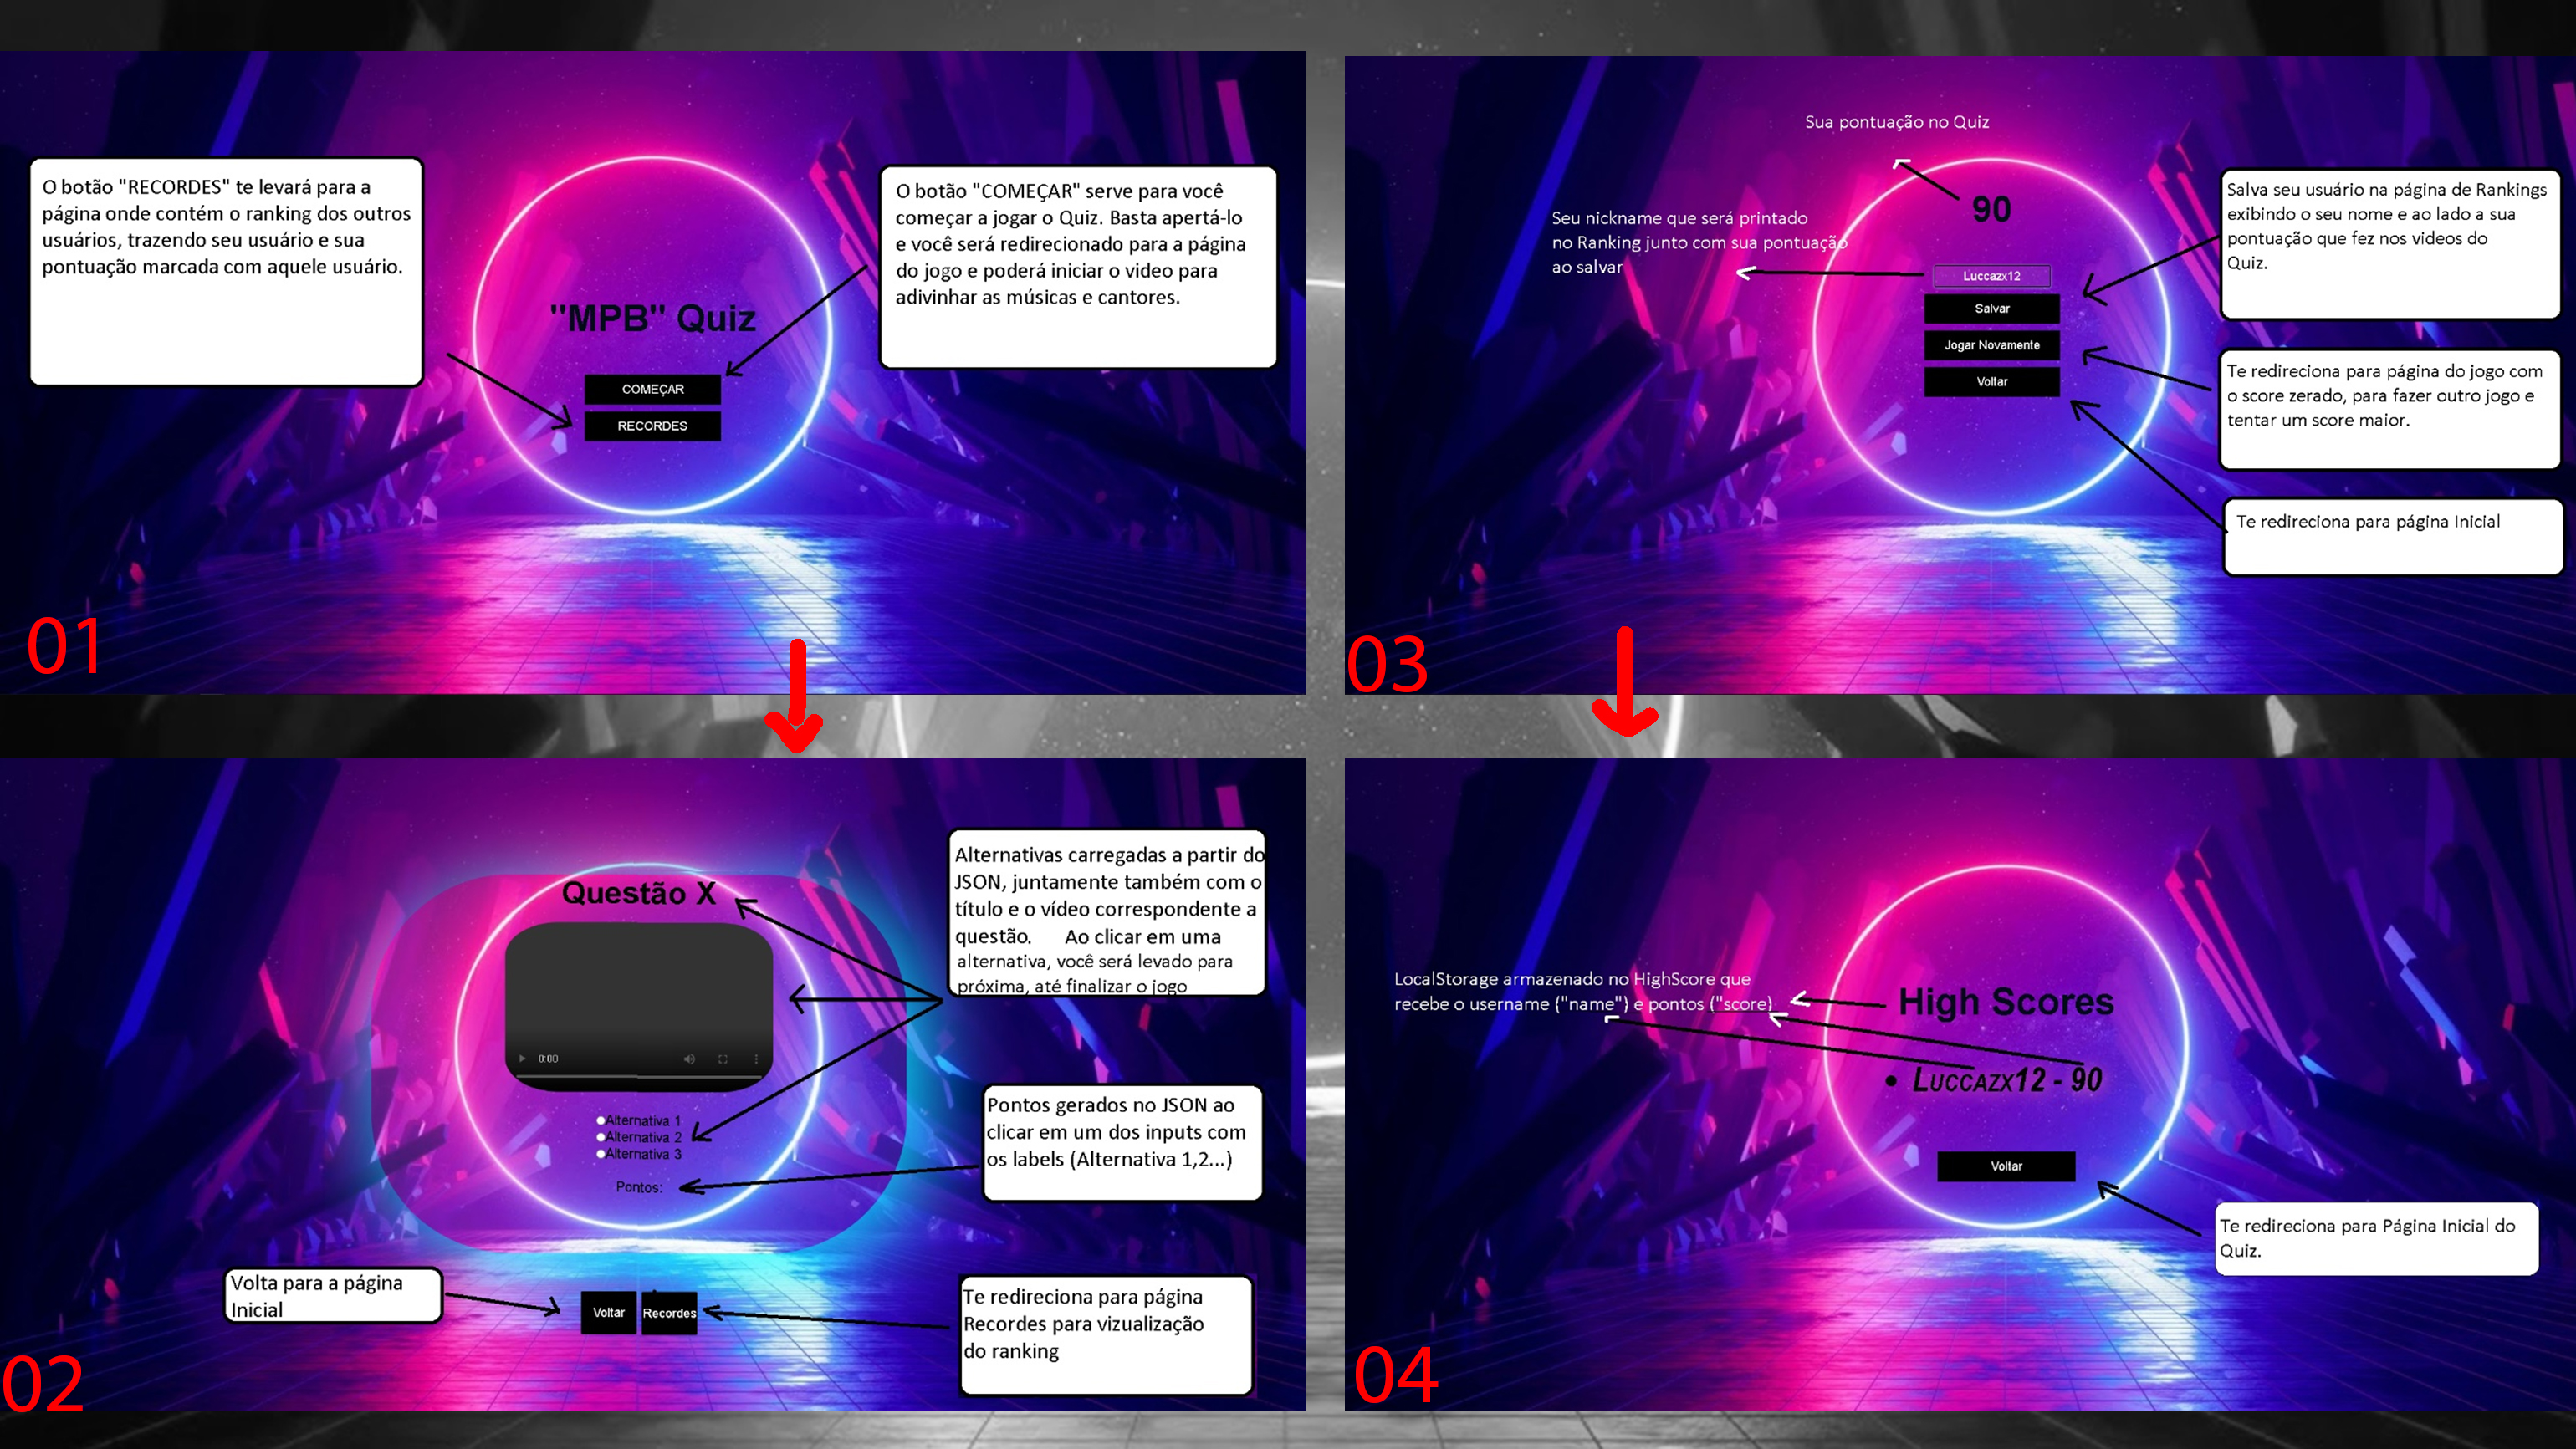 O botão "RECORDES" te levará para a
página onde contém o ranking dos outros
usuários, trazendo seu usuário e sua
pontuação marcada com aquele usuário.
O botão "COMEÇAR" serve para você
começar a jogar o Quiz. Basta apertá-lo
e você será redirecionado para a página
do jogo e poderá iniciar o video para
adivinhar as músicas e cantores.
"MPB" Quiz
COMEÇAR
RECORDES
01
Questão X
0:00
Alternativa 1
Alternativa 2
Alternativa 3
Pontos:
Alternativas carregadas a partir do
JSON, juntamente também com o
título e o vídeo correspondente a
questão. Ao clicar em uma
alternativa, você será levado para
próxima, até finalizar o jogo
Pontos gerados no JSON ao
clicar em um dos inputs com
os labels (Alternativa 1,2...)
Volta para a página
Inicial
Voltar
Recordes
Te redireciona para página
Recordes para vizualização
do ranking
02
Sua pontuação no Quiz
90
Seu nickname que será printado
no Ranking junto com sua pontuação
ao salvar
Luccazx12
Salvar
Jogar Novamente
Voltar
Salva seu usuário na página de Rankings
exibindo o seu nome e ao lado a sua
pontuação que fez nos videos do
Quiz.
Te redireciona para página do jogo com
o score zerado, para fazer outro jogo e
tentar um score maior.
Te redireciona para página Inicial
03
LocalStorage armazenado no HighScore que
recebe o username ("name") e pontos ("score)
High Scores
• Luccazx12 - 90
Voltar
Te redireciona para Página Inicial do
Quiz.
04